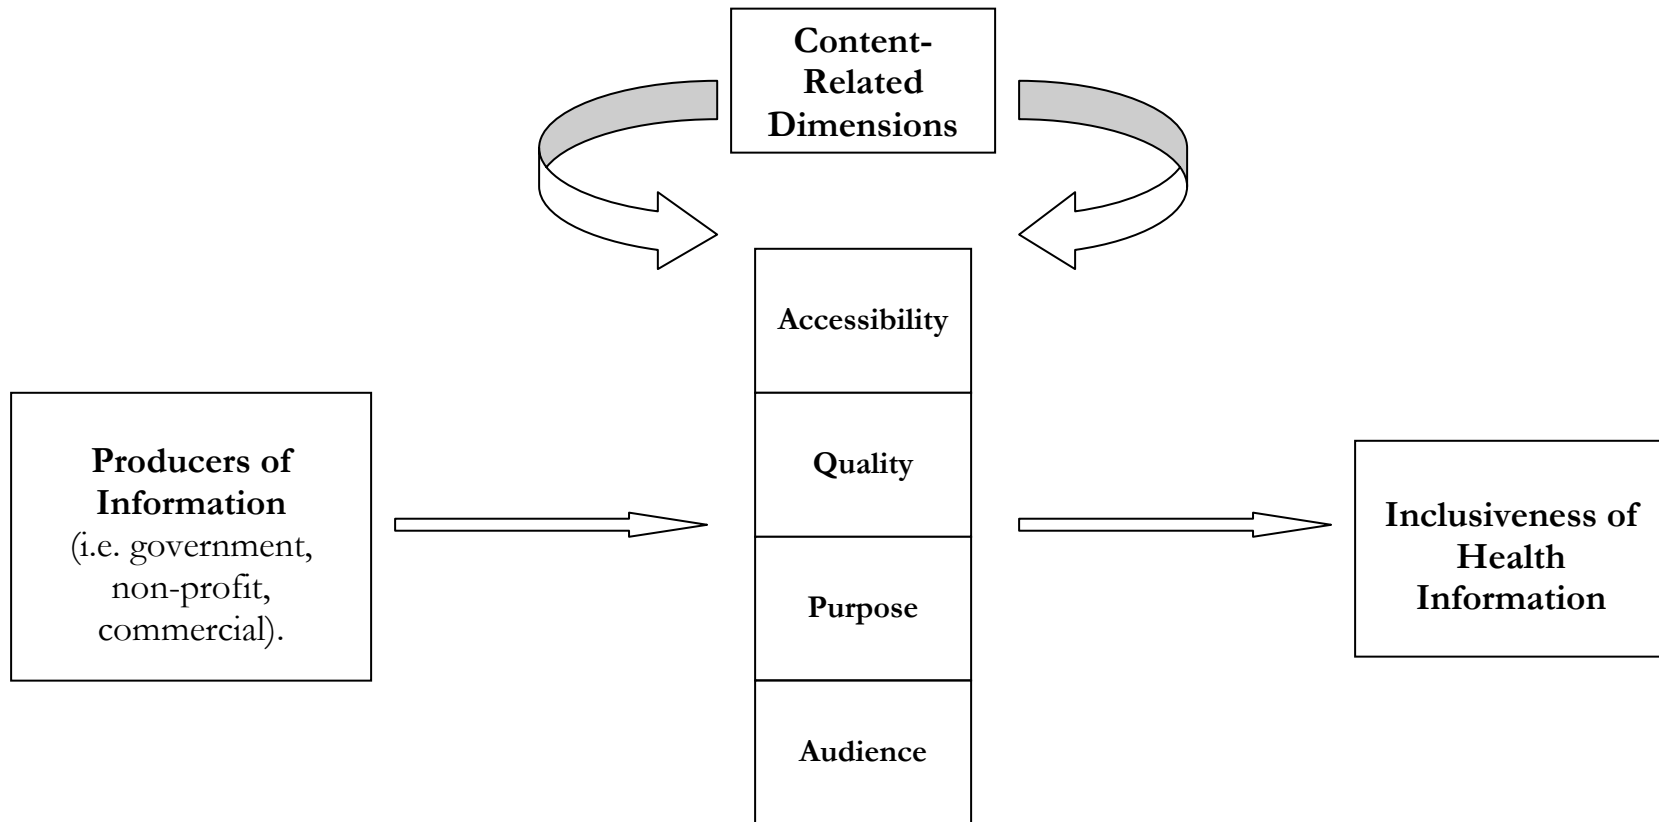 Content-
Related
Dimensions
Accessibility
Quality
Purpose
Audience
Producers of
Information
(i.e. government,
non-profit,
commercial).
Inclusiveness of
Health
Information